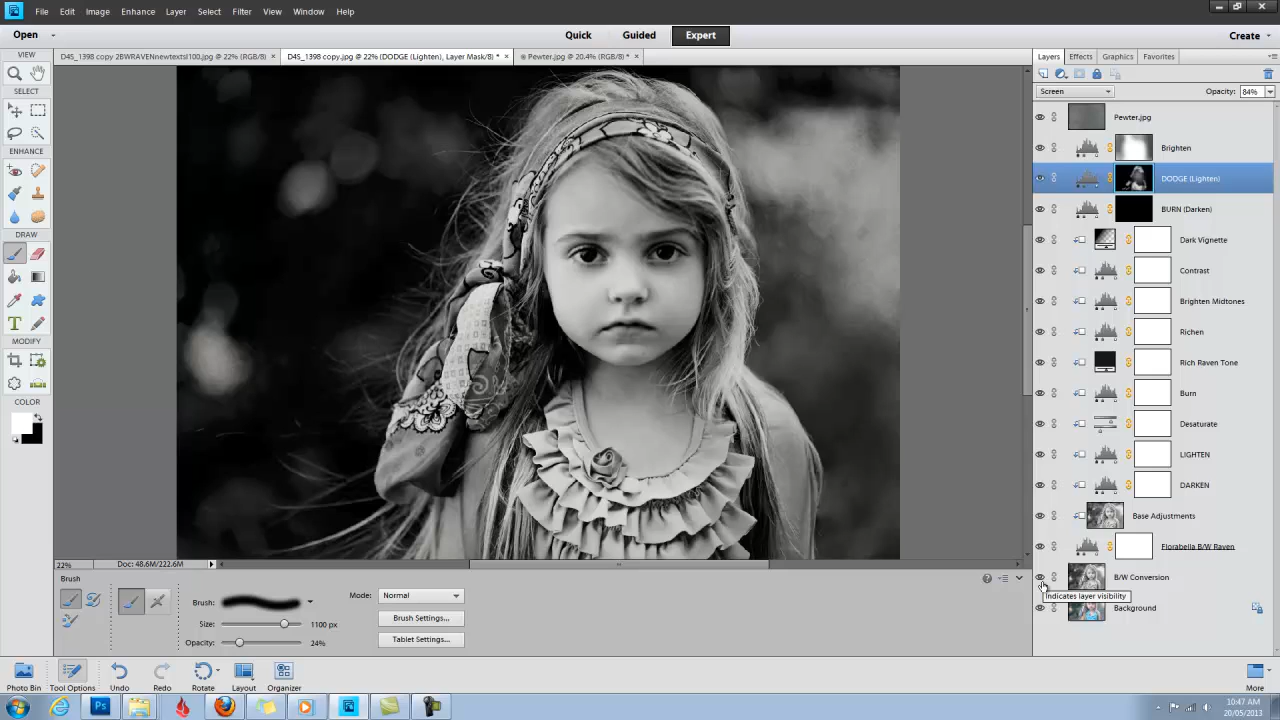 File Edit Image Enhance Layer Select Filter View Window Help
Open Quick Guided Expert Create
VIEW
D4S_1398 copy 2BWRAVENnewtextsl100.jpg @ 22% (RGB/8) × D4S_1398 copy.jpg @ 22% (DODGE (Lighten), Layer Mask/8) * × Pewter.jpg @ 20.4% (RGB/8) * ×
Layers Effects Graphics Favorites
SELECT
ENHANCE
DRAW
MODIFY
COLOR
Screen Opacity: 84%
Pewter.jpg
Brighten
DODGE (Lighten)
BURN (Darken)
Dark Vignette
Contrast
Brighten Midtones
Richen
Rich Raven Tone
Burn
Desaturate
LIGHTEN
DARKEN
Base Adjustments
Fiorabella B/W Raven
B/W Conversion
Indicates layer visibility
Background
22% Doc: 48.6M/222.6M
Brush
Brush:
Size: 1100 px
Opacity: 24%
Mode: Normal
Brush Settings...
Tablet Settings...
Photo Bin Tool Options Undo Redo Rotate Layout Organizer More
Ps
10:47 AM
20/05/2013